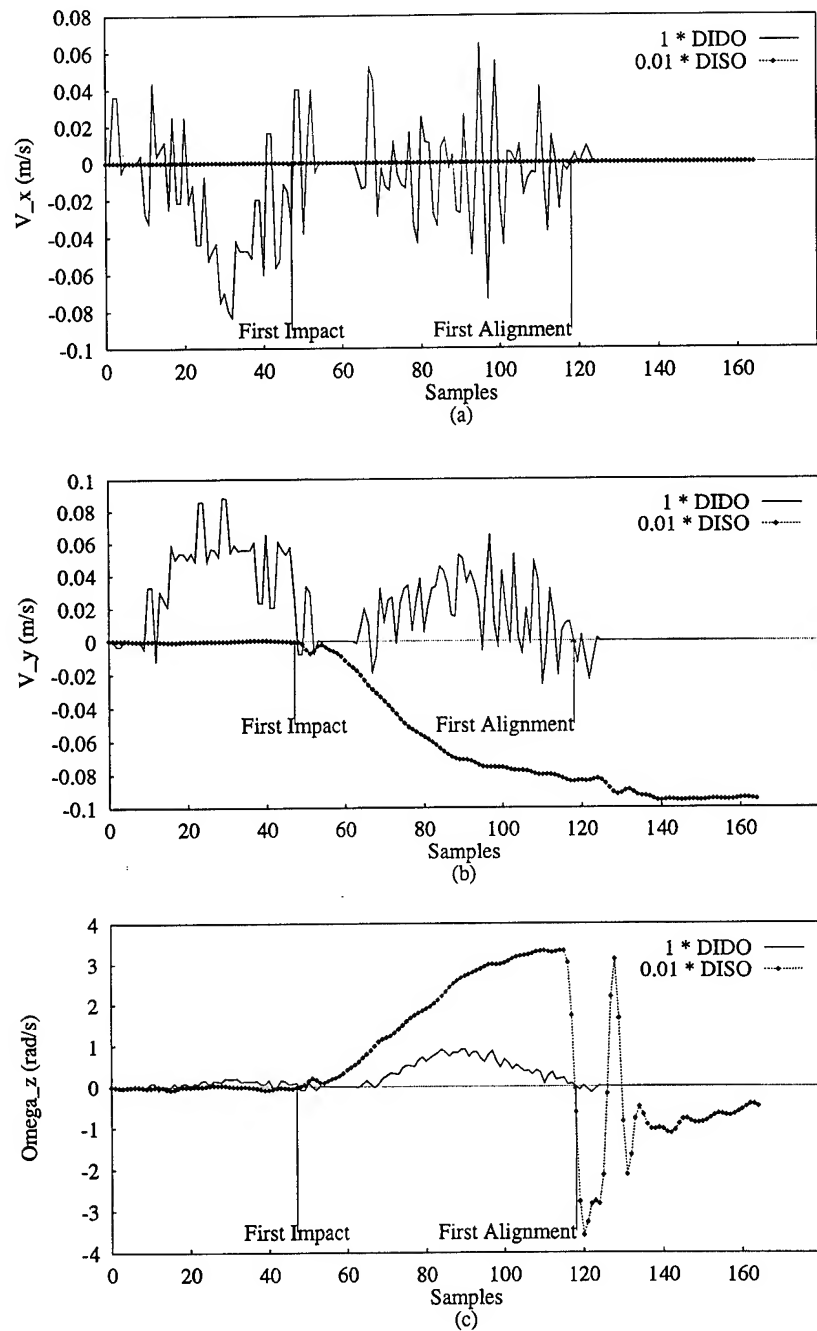 0.08
0.06
0.04
0.02
0
-0.02
-0.04
-0.06
-0.08
-0.1
V_x (m/s)
1 * DIDO
0.01 * DISO
First Impact
First Alignment
0 20 40 60 80 100 120 140 160
Samples
(a)
0.1
0.08
0.06
0.04
0.02
0
-0.02
-0.04
-0.06
-0.08
-0.1
V_y (m/s)
1 * DIDO
0.01 * DISO
First Impact
First Alignment
0 20 40 60 80 100 120 140 160
Samples
(b)
4
3
2
1
0
-1
-2
-3
-4
Omega_z (rad/s)
1 * DIDO
0.01 * DISO
First Impact
First Alignment
0 20 40 60 80 100 120 140 160
Samples
(c)